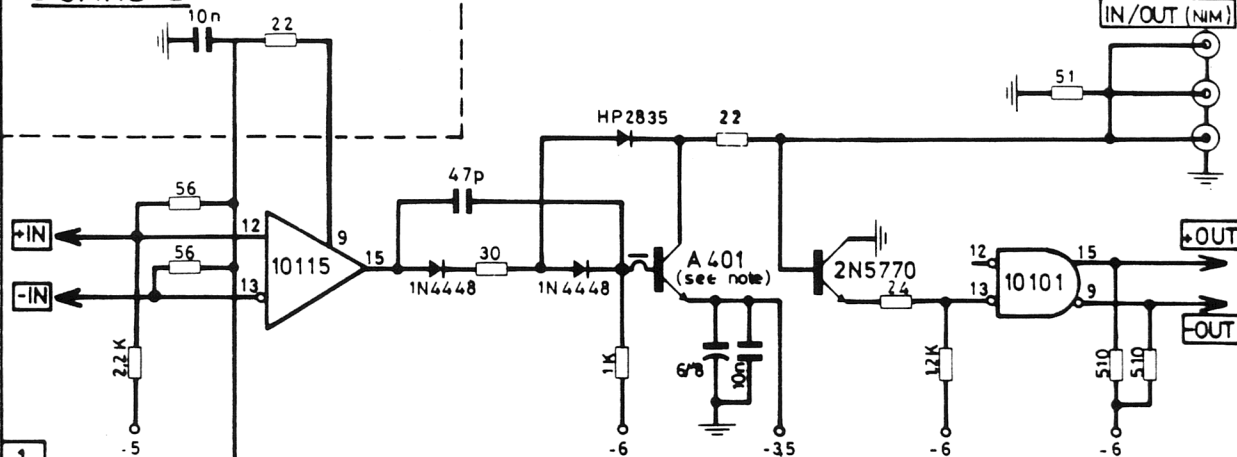 10n
22
IN/OUT (NIM)
51
HP2835
22
47p
56
+IN
12
9
15
30
A 401
(see note)
12
15
+OUT
10115
2N5770
10101
56
-IN
13
1N4448
1N4448
24
13
9
-OUT
2,2K
1K
6µ8
10n
1,2K
510
510
-5
-6
-3,5
-6
-6
1